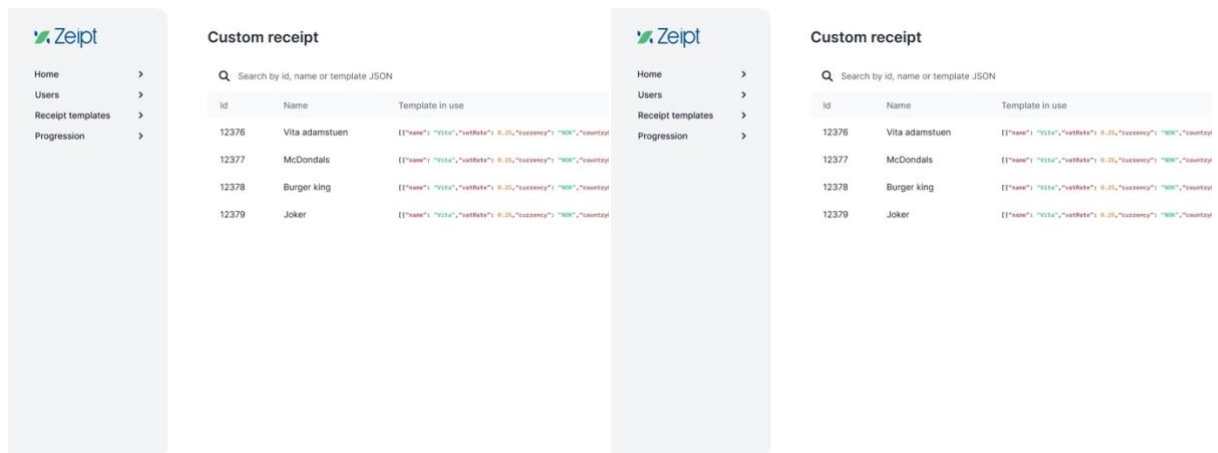 Zeipt
Home
Users
Receipt templates
Progression
Custom receipt
Search by id, name or template JSON
Id Name Template in use
12376 Vita adamstuen [{"name": "Vita","vatRate": 0.25,"currency": "NOK","country
12377 McDondals [{"name": "Vita","vatRate": 0.25,"currency": "NOK","country
12378 Burger king [{"name": "Vita","vatRate": 0.25,"currency": "NOK","country
12379 Joker [{"name": "Vita","vatRate": 0.25,"currency": "NOK","country
Zeipt
Home
Users
Receipt templates
Progression
Custom receipt
Search by id, name or template JSON
Id Name Template in use
12376 Vita adamstuen [{"name": "Vita","vatRate": 0.25,"currency": "NOK","country
12377 McDondals [{"name": "Vita","vatRate": 0.25,"currency": "NOK","country
12378 Burger king [{"name": "Vita","vatRate": 0.25,"currency": "NOK","country
12379 Joker [{"name": "Vita","vatRate": 0.25,"currency": "NOK","country